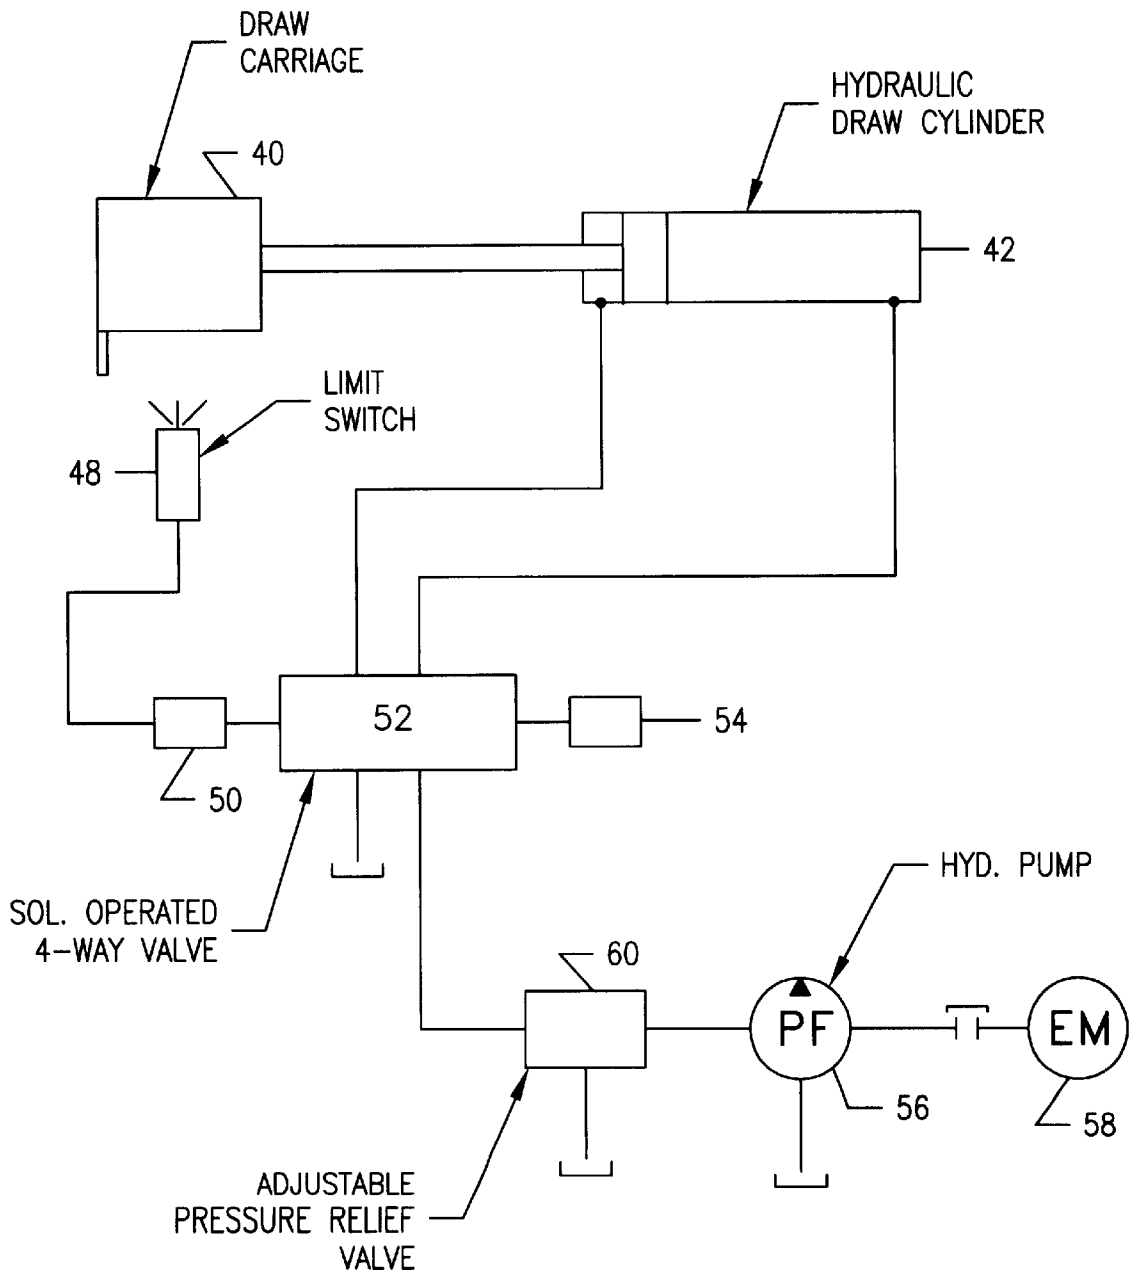 DRAW
CARRIAGE
HYDRAULIC
DRAW CYLINDER
40
42
LIMIT
SWITCH
48
52
54
50
SOL. OPERATED
4-WAY VALVE
HYD. PUMP
60
PF
EM
56
58
ADJUSTABLE
PRESSURE RELIEF
VALVE